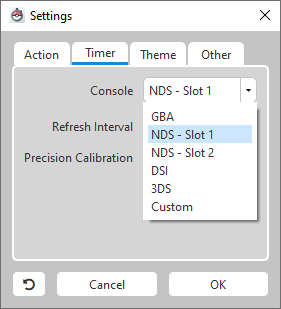 Settings
Action Timer Theme Other
Console NDS - Slot 1
GBA
Refresh Interval
NDS - Slot 1
NDS - Slot 2
Precision Calibration
DSI
3DS
Custom
Cancel OK